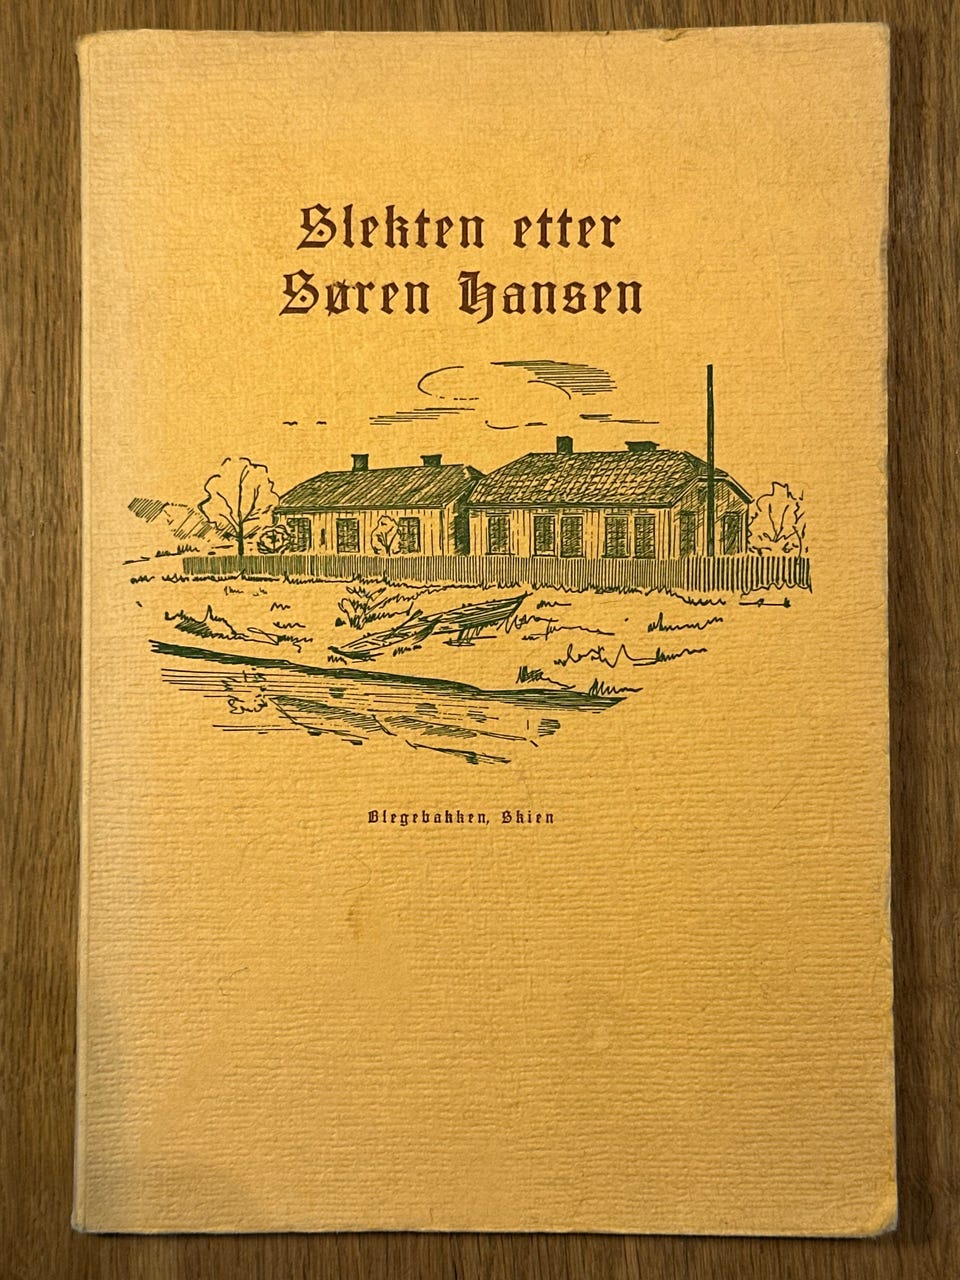 Slekten etter
Søren Hansen
Blegebakken, Skien